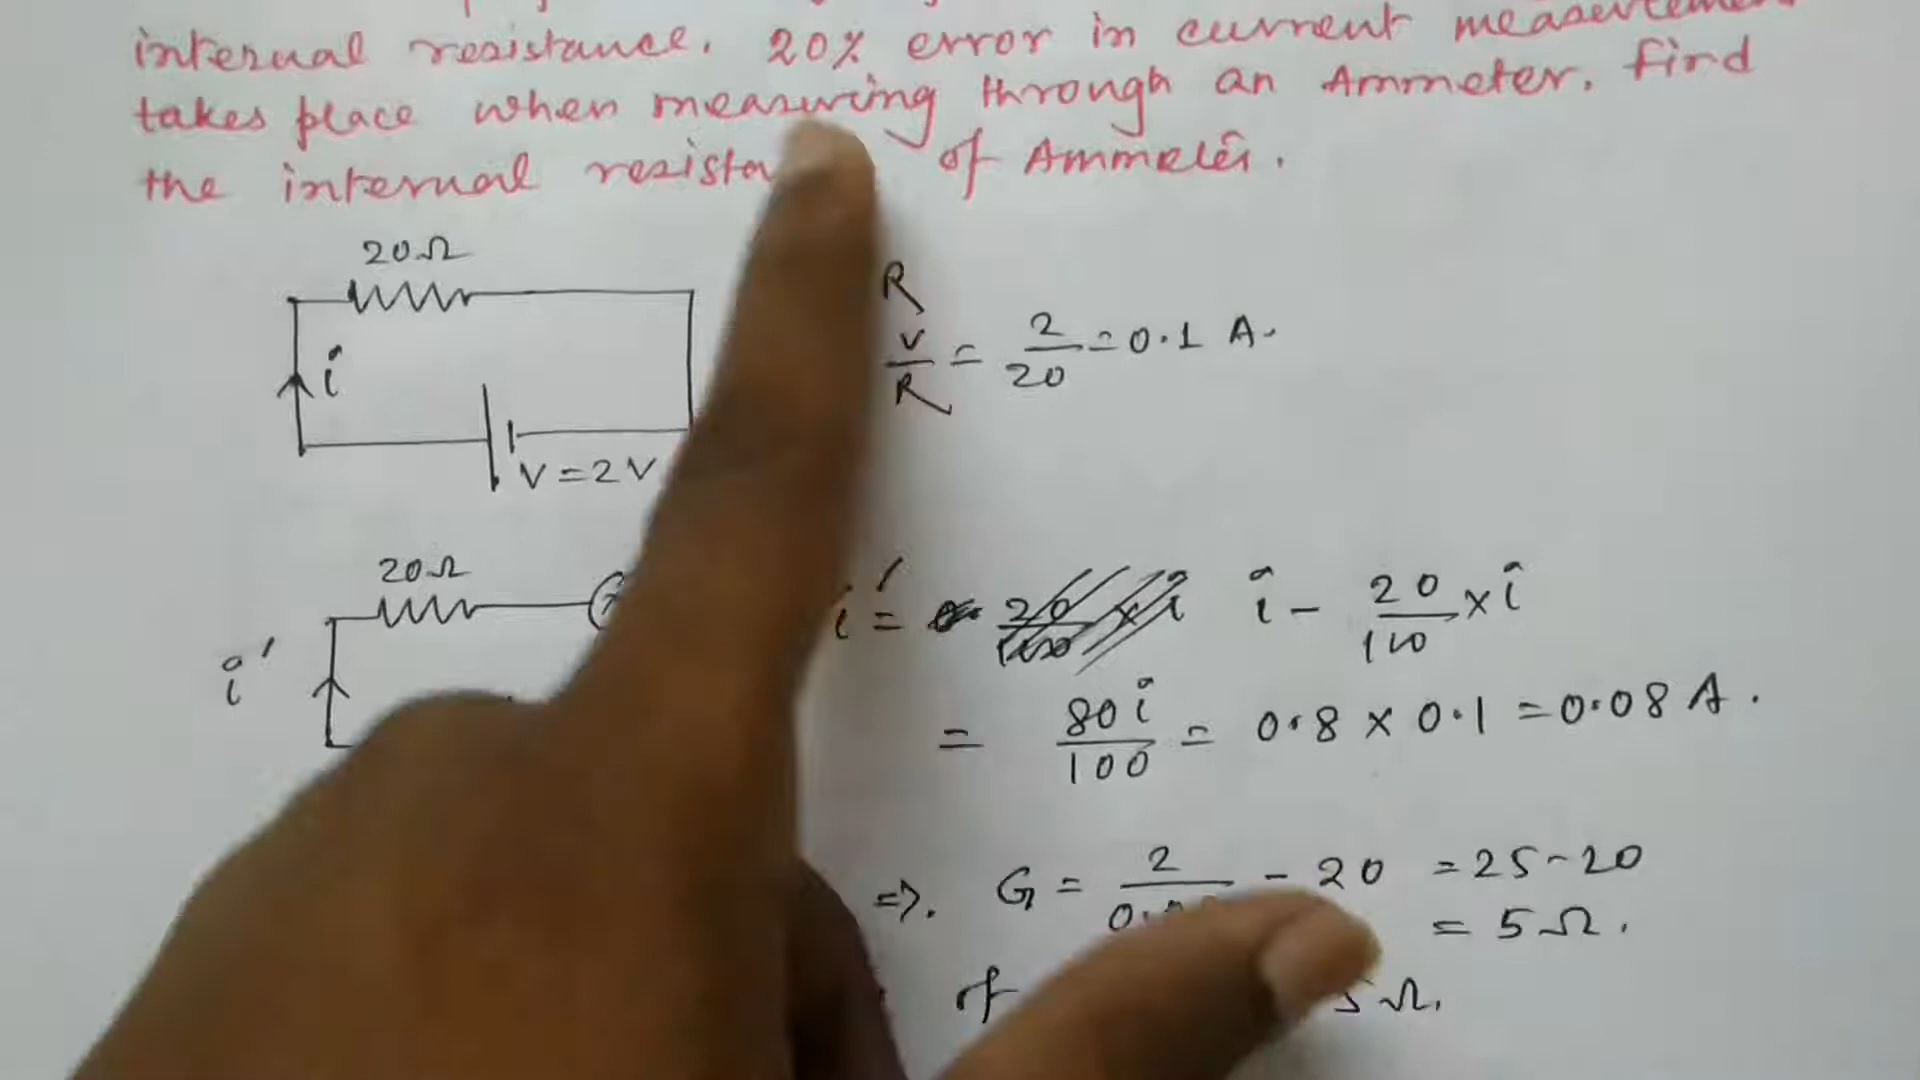 internal resistance. 20% error in current measurement
takes place when measuring through an Ammeter. Find
the internal of Ammeter.
20Ω
R
i
V/R = 2/20 = 0.1 A.
V=2V
20Ω
i' = i - 20/100 × i
i'
= 80i/100 = 0.8 × 0.1 = 0.08 A.
⇒. G = 2/ - 20 = 25-20
= 5Ω.
of 5Ω.